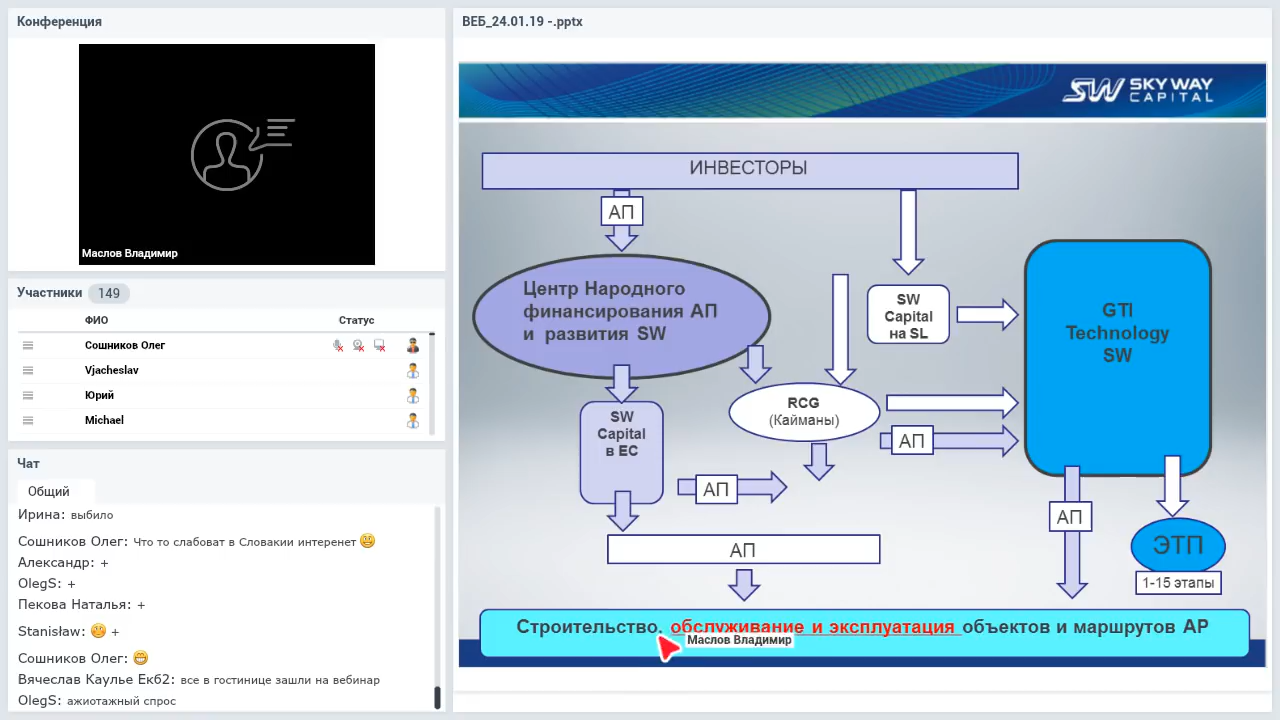 Конференция
Маслов Владимир
Участники 149
ФИО Статус
Сошников Олег
Vjacheslav
Юрий
Michael
Чат
Общий
Ирина: выбило
Сошников Олег: Что то слабоват в Словакии интеренет
Александр: +
OlegS: +
Пекова Наталья: +
Stanisław: +
Сошников Олег:
Вячеслав Каулье Екб2: все в гостинице зашли на вебинар
OlegS: ажиотажный спрос
ВЕБ_24.01.19 -.pptx
SW SKY WAY
CAPITAL
ИНВЕСТОРЫ
АП
Центр Народного
финансирования АП
и развития SW
SW
Capital
на SL
GTI
Technology
SW
RCG
(Кайманы)
SW
Capital
в ЕС
АП
АП
АП
АП
ЭТП
1-15 этапы
Строительство, обслуживание и эксплуатация объектов и маршрутов АР
Маслов Владимир